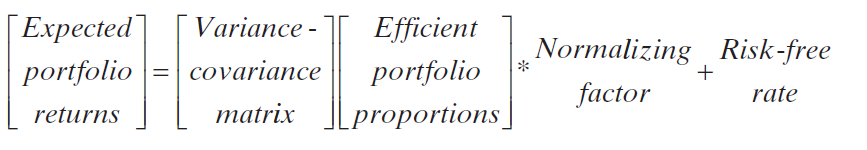 [Expected portfolio returns] = [Variance - covariance matrix] [Efficient portfolio proportions] * Normalizing factor + Risk-free rate